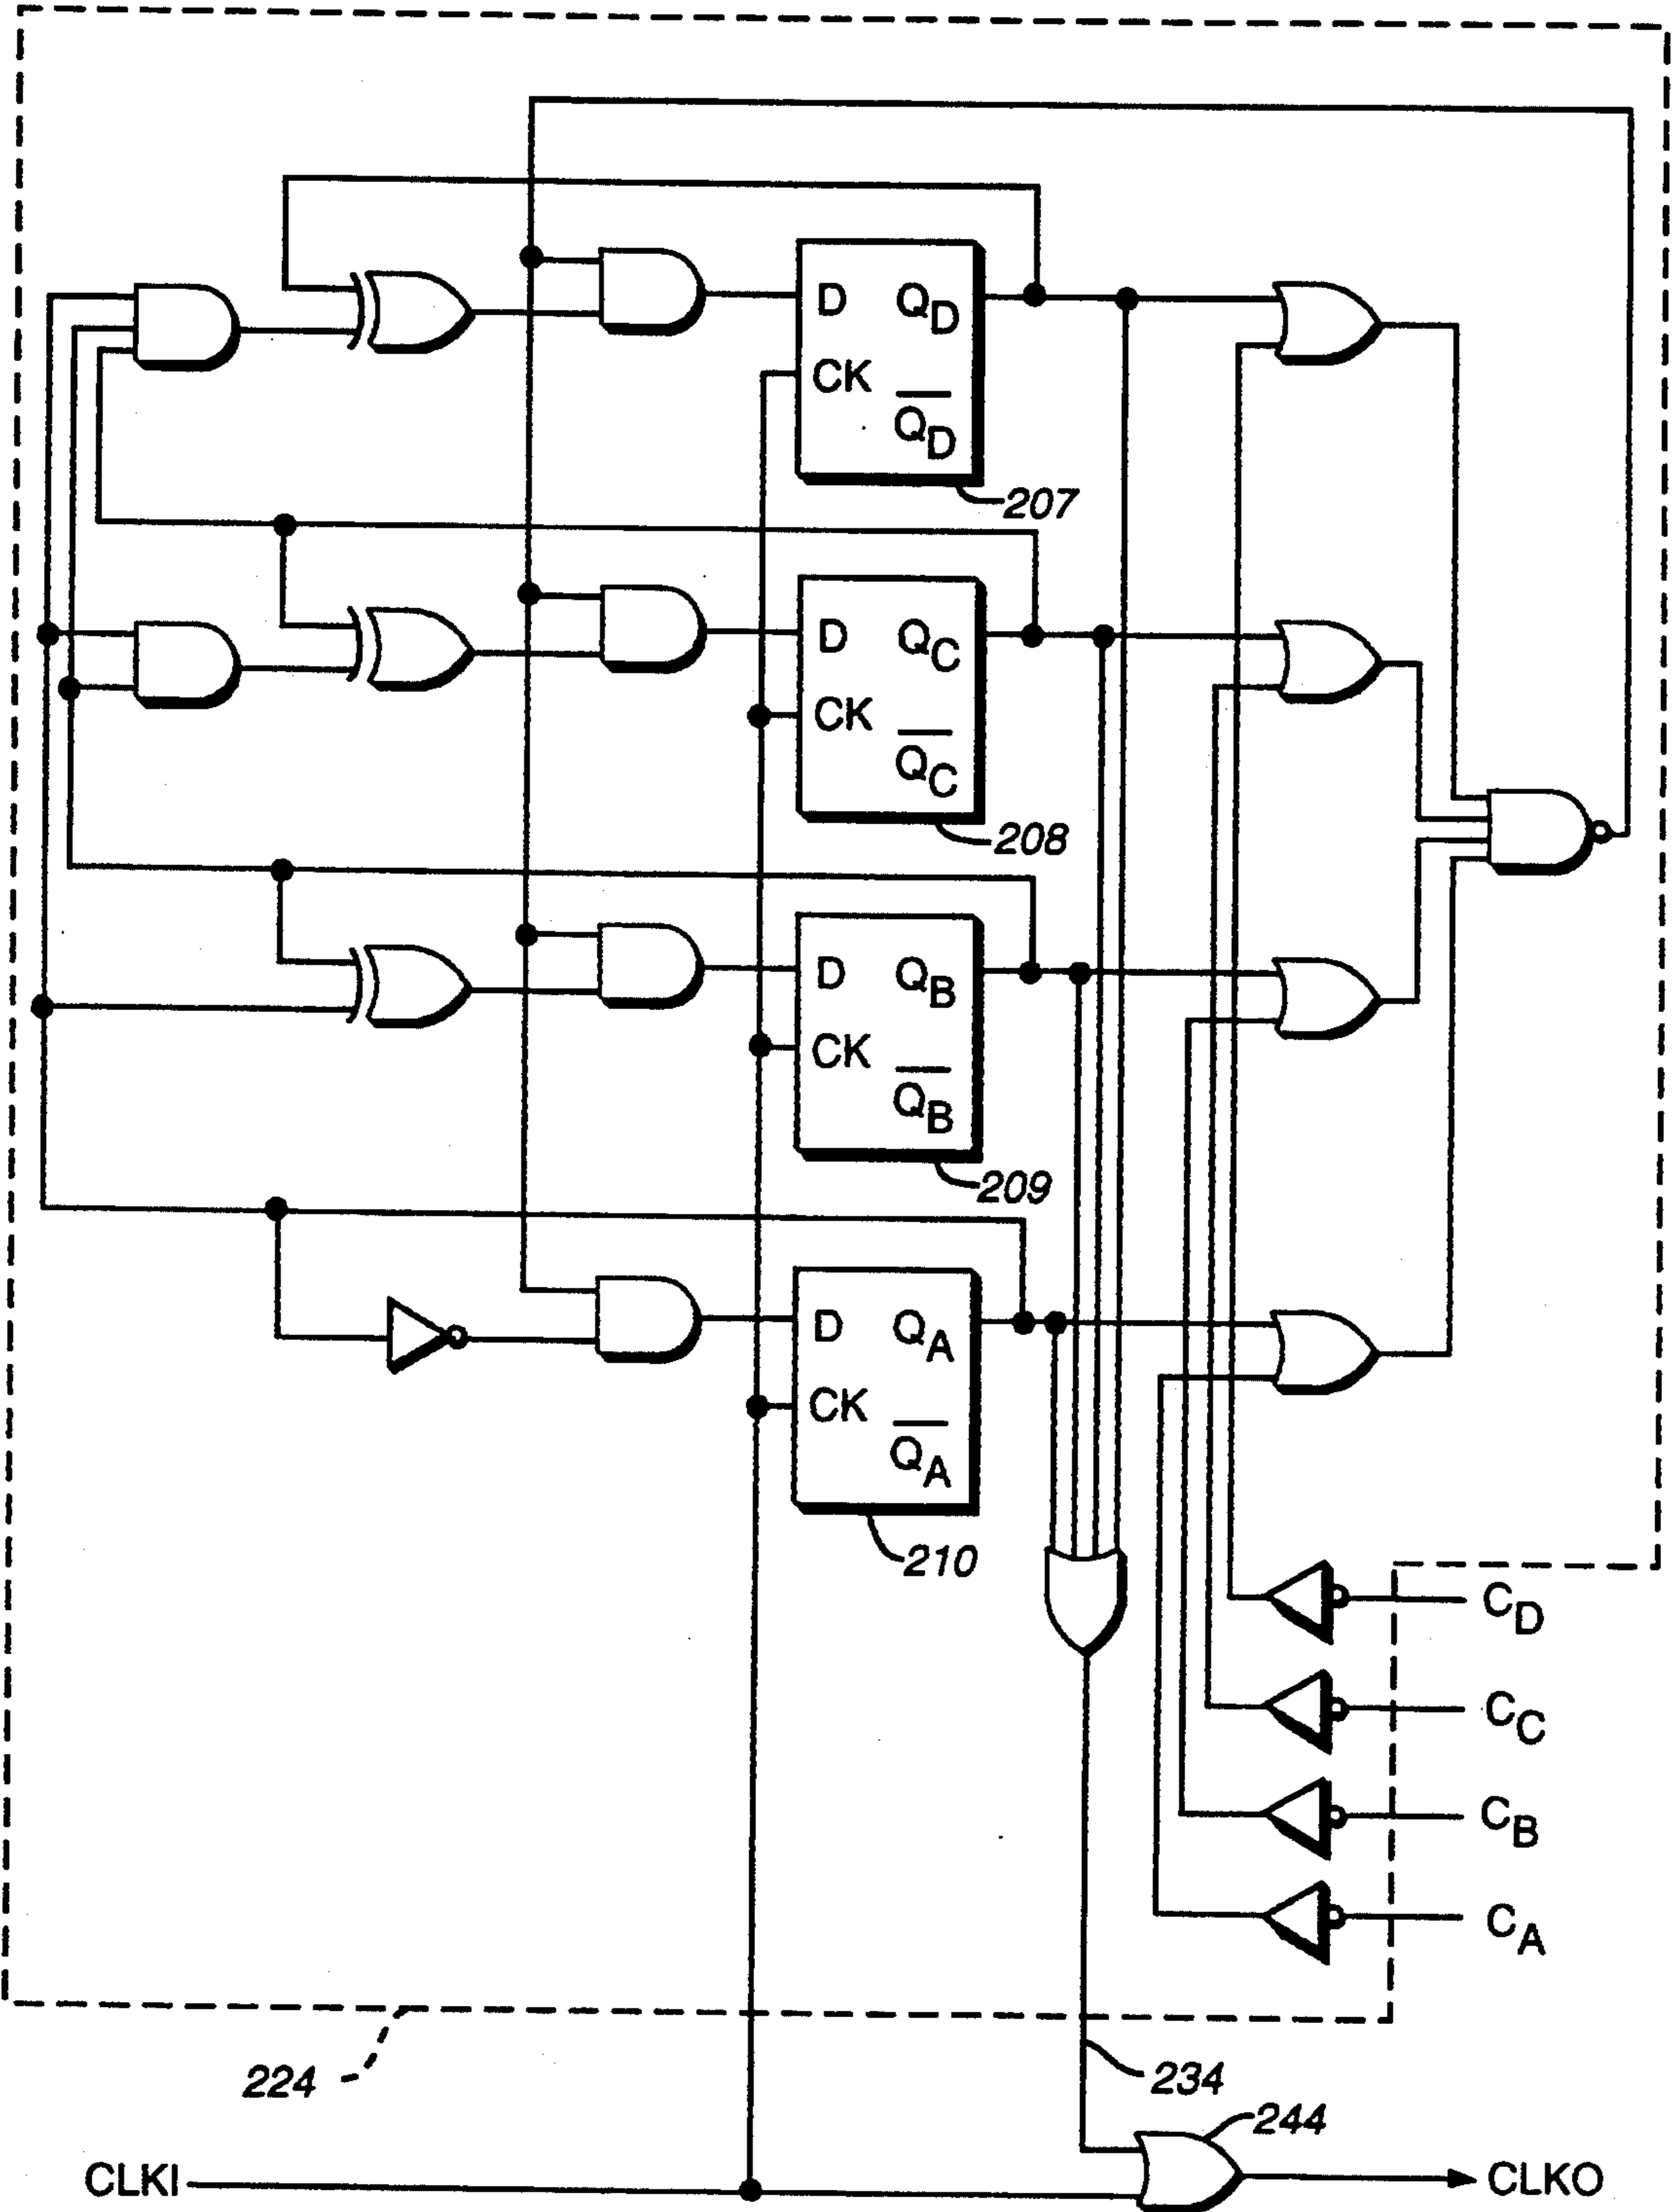 D Q_D
CK Q̅_D
207
D Q_C
CK Q̅_C
208
D Q_B
CK Q̅_B
209
D Q_A
CK Q̅_A
210
C_D
C_C
C_B
C_A
224
234
244
CLKI
CLKO